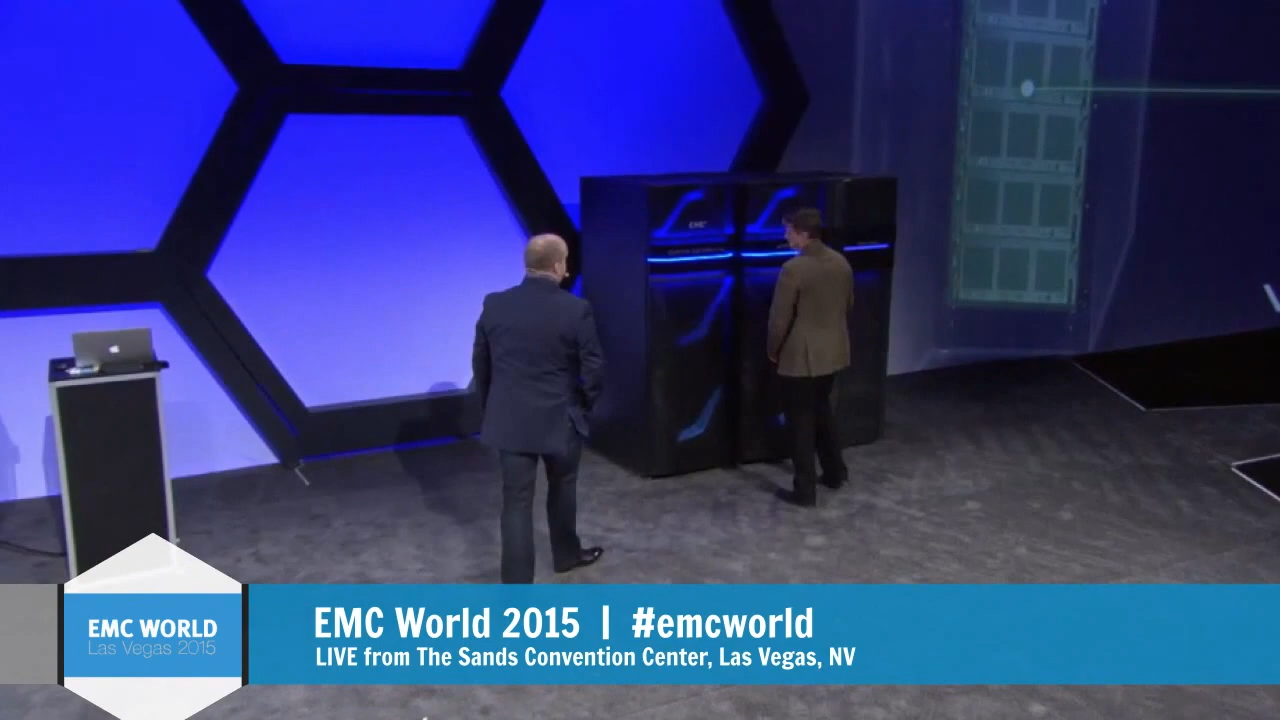 EMC
EMC World 2015 | #emcworld
LIVE from The Sands Convention Center, Las Vegas, NV
EMC WORLD
Las Vegas 2015